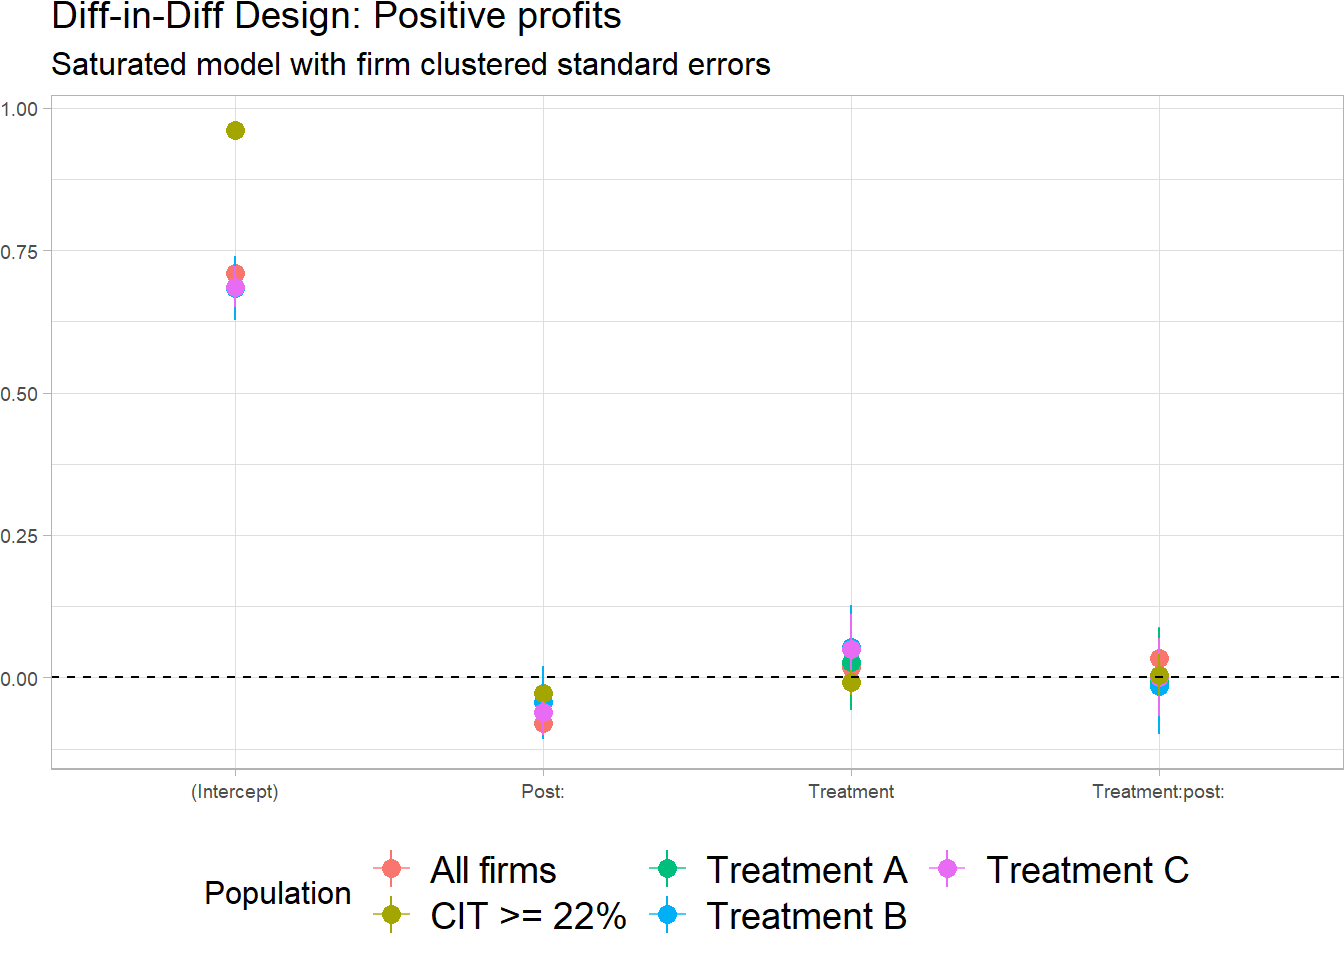 Diff-in-Diff Design: Positive profits
Saturated model with firm clustered standard errors
1.00
0.75
0.50
0.25
0.00
(Intercept) Post: Treatment Treatment:post:
Population
All firms Treatment A Treatment C
CIT >= 22% Treatment B